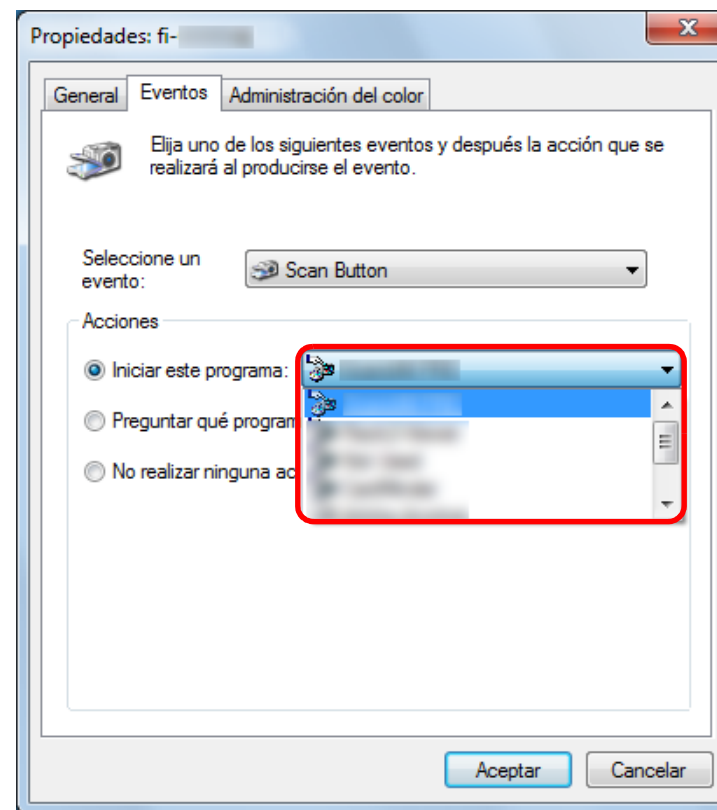 Propiedades: fi-
General Eventos Administración del color
Elija uno de los siguientes eventos y después la acción que se
realizará al producirse el evento.
Seleccione un
evento:
Scan Button
Acciones
Iniciar este programa:
Preguntar qué program
No realizar ninguna ac
Aceptar Cancelar